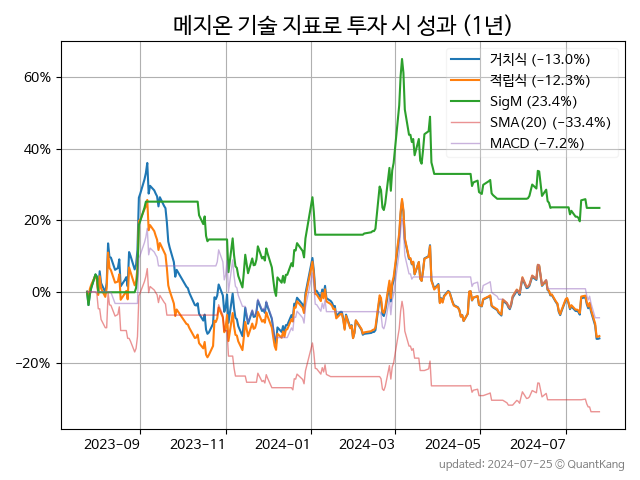 메지온 기술 지표로 투자 시 성과 (1년)
거치식 (−13.0%)
적립식 (−12.3%)
SigM (23.4%)
SMA(20) (−33.4%)
MACD (−7.2%)
60%
40%
20%
0%
−20%
2023−09 2023−11 2024−01 2024−03 2024−05 2024−07
updated: 2024−07−25 ⓒ QuantKang